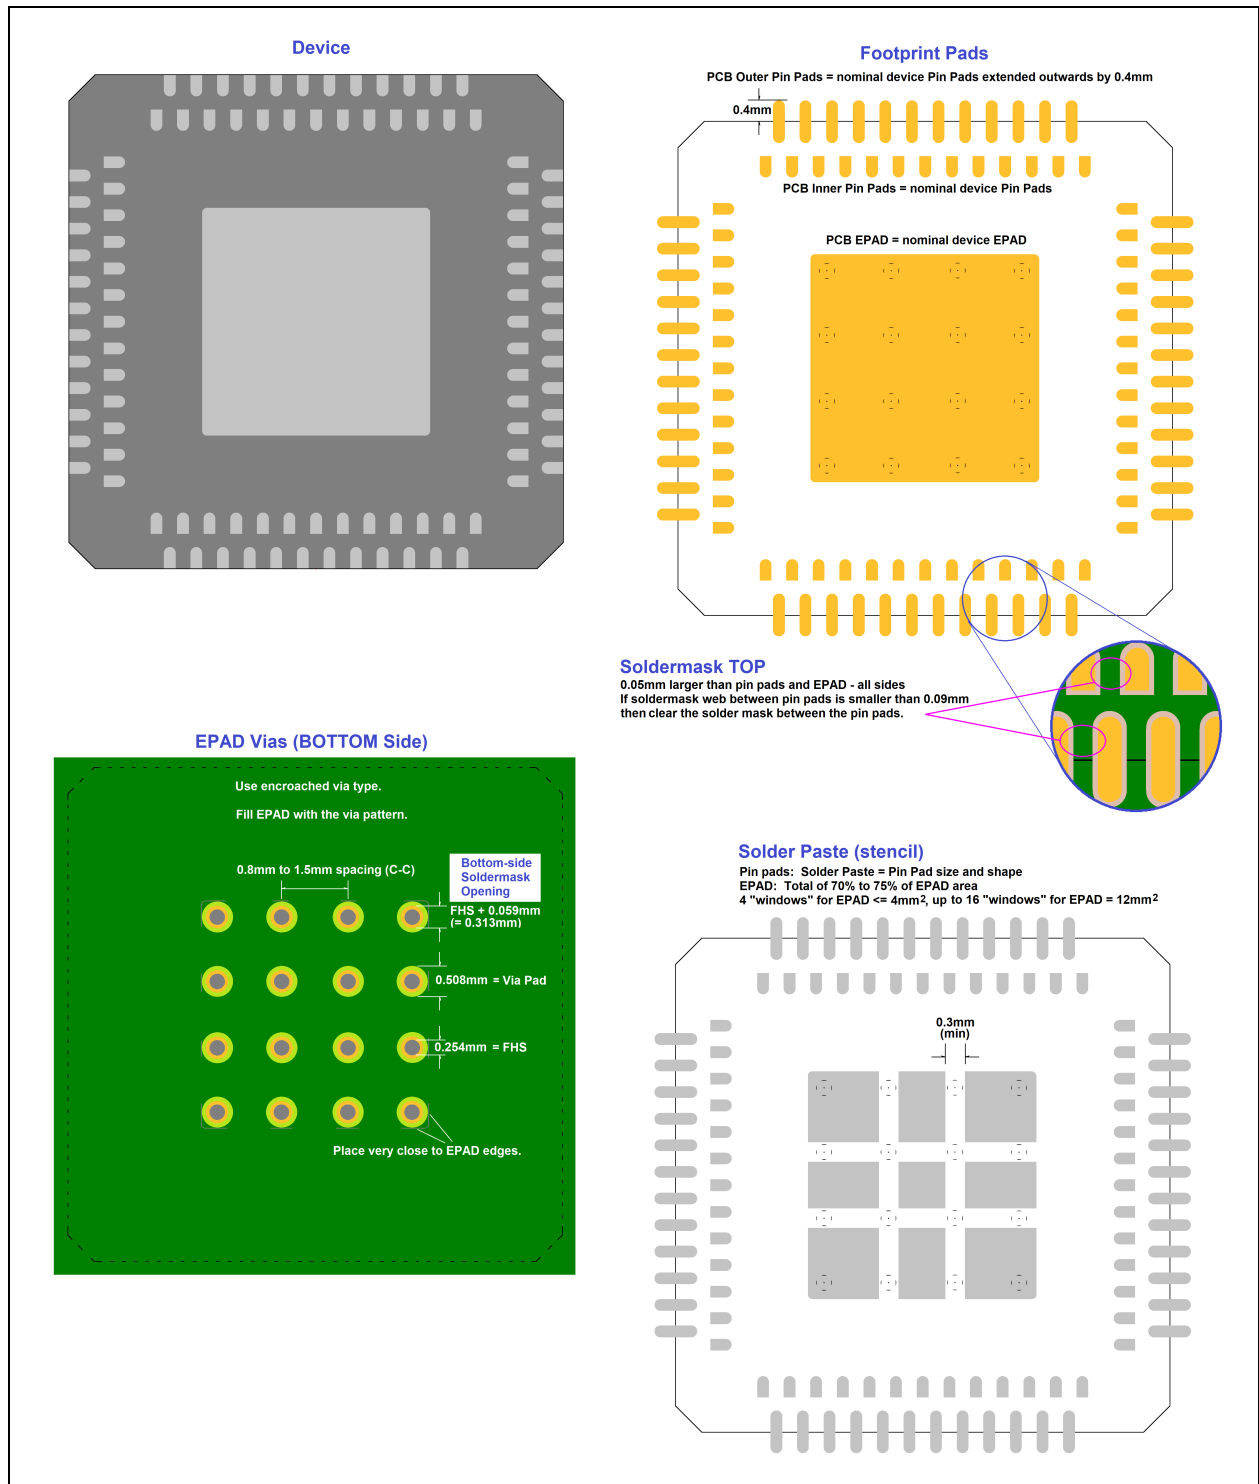 Device
Footprint Pads
PCB Outer Pin Pads = nominal device Pin Pads extended outwards by 0.4mm
0.4mm
PCB Inner Pin Pads = nominal device Pin Pads
PCB EPAD = nominal device EPAD
Soldermask TOP
0.05mm larger than pin pads and EPAD - all sides
If soldermask web between pin pads is smaller than 0.09mm
then clear the solder mask between the pin pads.
EPAD Vias (BOTTOM Side)
Use encroached via type.
Fill EPAD with the via pattern.
0.8mm to 1.5mm spacing (C-C)
Bottom-side
Soldermask
Opening
FHS + 0.059mm
(= 0.313mm)
0.508mm = Via Pad
0.254mm = FHS
Place very close to EPAD edges.
Solder Paste (stencil)
Pin pads: Solder Paste = Pin Pad size and shape
EPAD: Total of 70% to 75% of EPAD area
4 "windows" for EPAD <= 4mm², up to 16 "windows" for EPAD = 12mm²
0.3mm
(min)